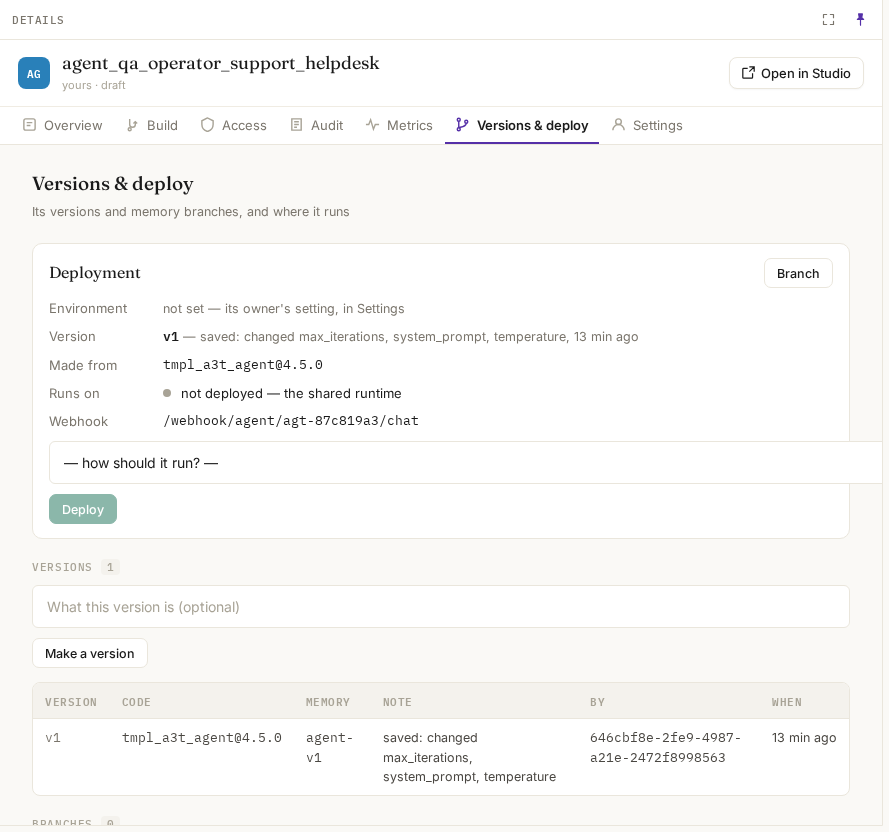 DETAILS
AG
agent_qa_operator_support_helpdesk
yours · draft
Open in Studio
Overview
Build
Access
Audit
Metrics
Versions & deploy
Settings
Versions & deploy
Its versions and memory branches, and where it runs
Deployment
Branch
Environment not set — its owner's setting, in Settings
Version v1 — saved: changed max_iterations, system_prompt, temperature, 13 min ago
Made from tmpl_a3t_agent@4.5.0
Runs on not deployed — the shared runtime
Webhook /webhook/agent/agt-87c819a3/chat
— how should it run? —
Deploy
VERSIONS 1
What this version is (optional)
Make a version
VERSION CODE MEMORY NOTE BY WHEN
v1 tmpl_a3t_agent@4.5.0 agent- saved: changed 646cbf8e-2fe9-4987- 13 min ago
v1 max_iterations, a21e-2472f8998563
system_prompt, temperature
BRANCHES 0